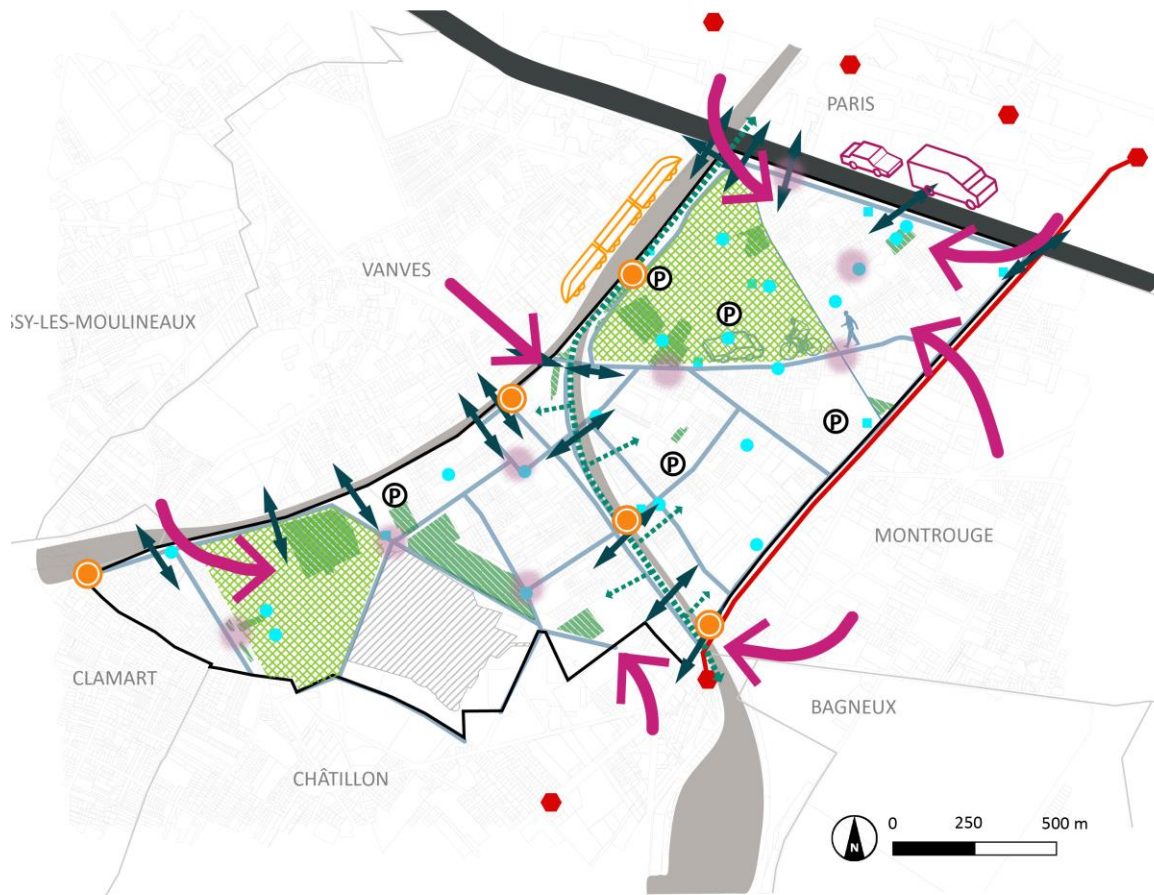 PARIS
VANVES
SSY-LES-MOULINEAUX
P
P
P
P
P
MONTROUGE
CLAMART
BAGNEUX
CHÂTILLON
N
0 250 500 m